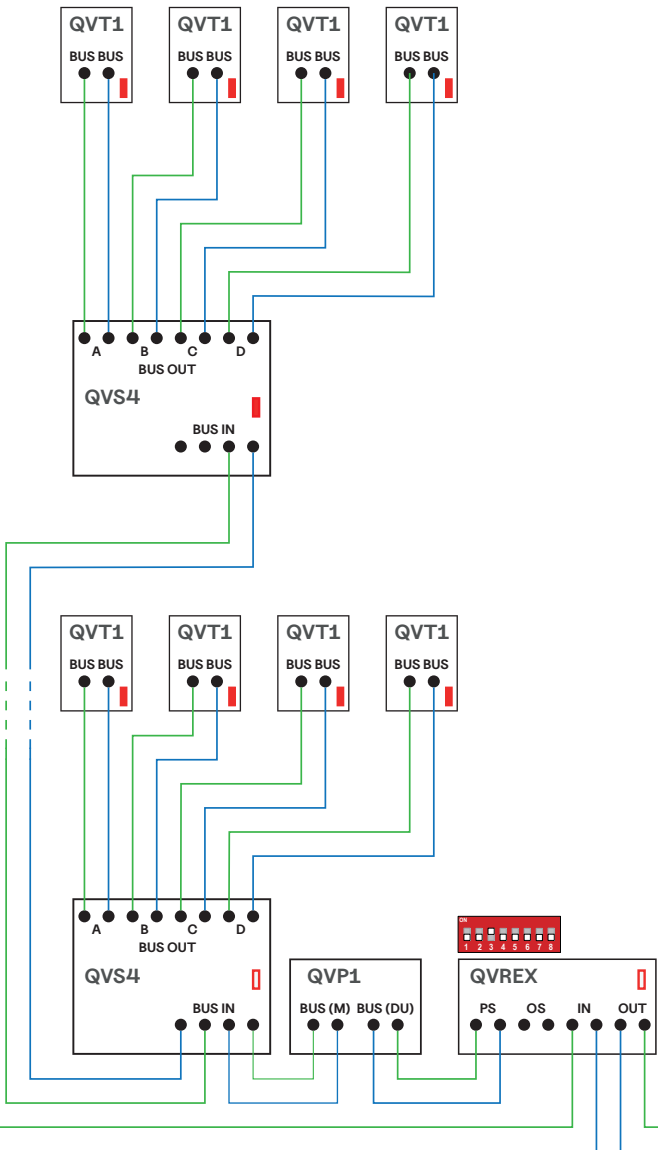 QVT1 QVT1 QVT1 QVT1
BUS BUS BUS BUS BUS BUS BUS BUS
A B C D
BUS OUT
QVS4
BUS IN
QVT1 QVT1 QVT1 QVT1
BUS BUS BUS BUS BUS BUS BUS BUS
A B C D
BUS OUT
ON
1 2 3 4 5 6 7 8
QVS4 QVP1 QVREX
BUS IN BUS (M) BUS (DU) PS OS IN OUT